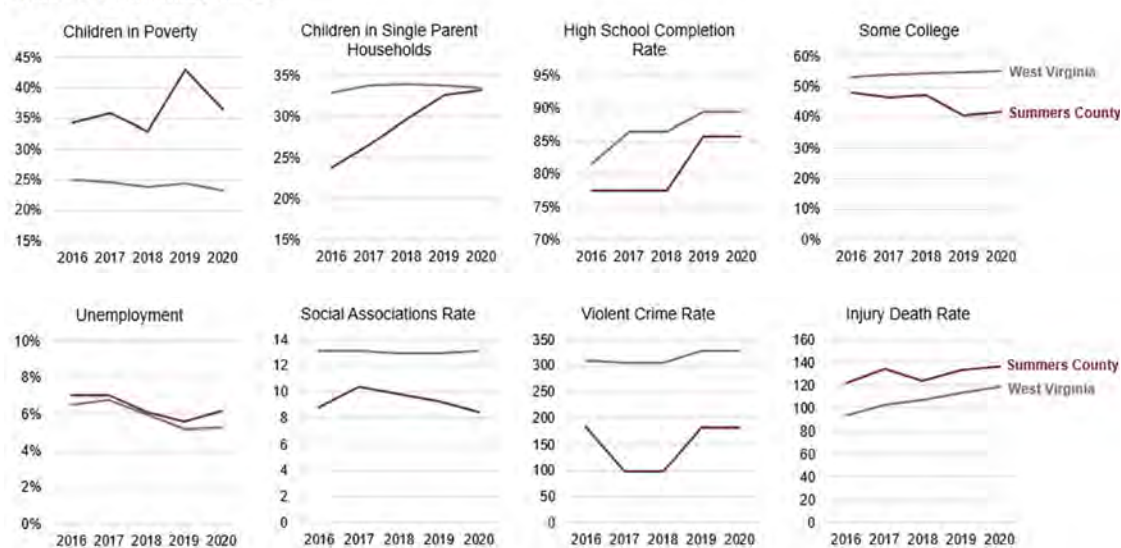 Children in Poverty
45%
40%
35%
30%
25%
20%
15%
2016 2017 2018 2019 2020
Children in Single Parent
Households
35%
30%
25%
20%
15%
2016 2017 2018 2019 2020
High School Completion
Rate
95%
90%
85%
80%
75%
70%
2016 2017 2018 2019 2020
Some College
60%
50%
40%
30%
20%
10%
0%
West Virginia
Summers County
2016 2017 2018 2019 2020
Unemployment
10%
8%
6%
4%
2%
0%
2016 2017 2018 2019 2020
Social Associations Rate
14
12
10
8
6
4
2
0
2016 2017 2018 2019 2020
Violent Crime Rate
350
300
250
200
150
100
50
0
2016 2017 2018 2019 2020
Injury Death Rate
160
140
120
100
80
60
40
20
0
Summers County
West Virginia
2016 2017 2018 2019 2020